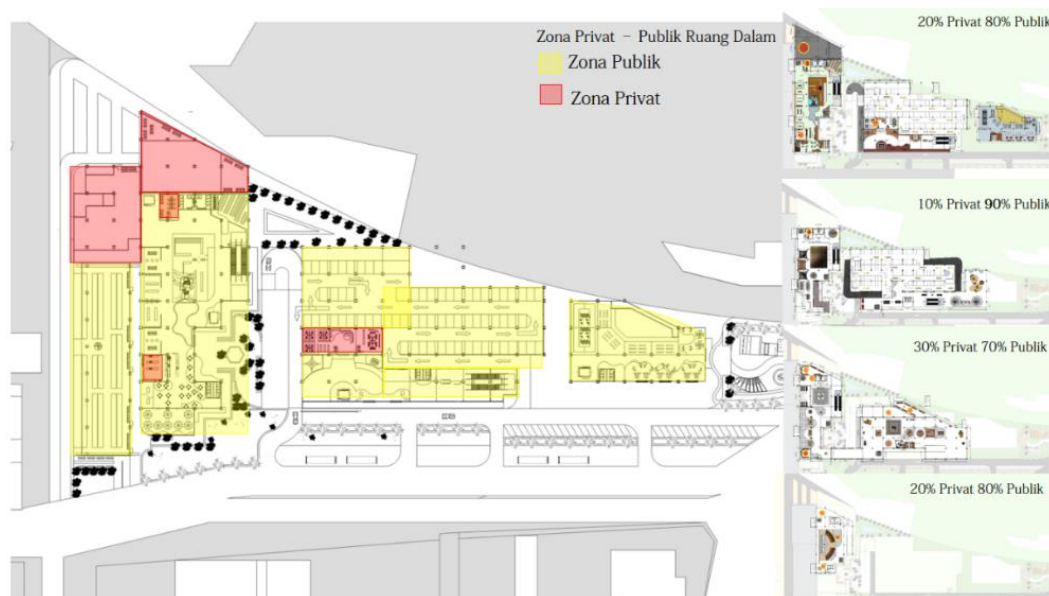 Zona Privat – Publik Ruang Dalam
Zona Publik
Zona Privat
20% Privat 80% Publik
10% Privat 90% Publik
30% Privat 70% Publik
20% Privat 80% Publik